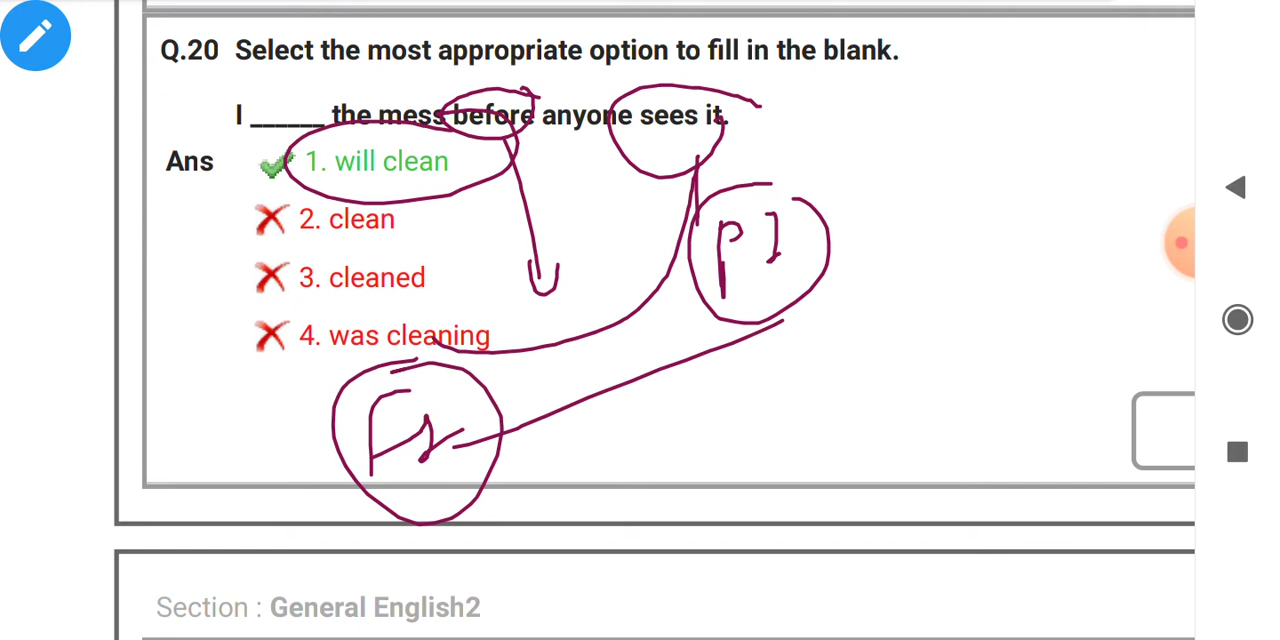 Q.20 Select the most appropriate option to fill in the blank.
I ______ the mess before anyone sees it.
Ans 1. will clean
2. clean
3. cleaned
4. was cleaning
Section : General English2